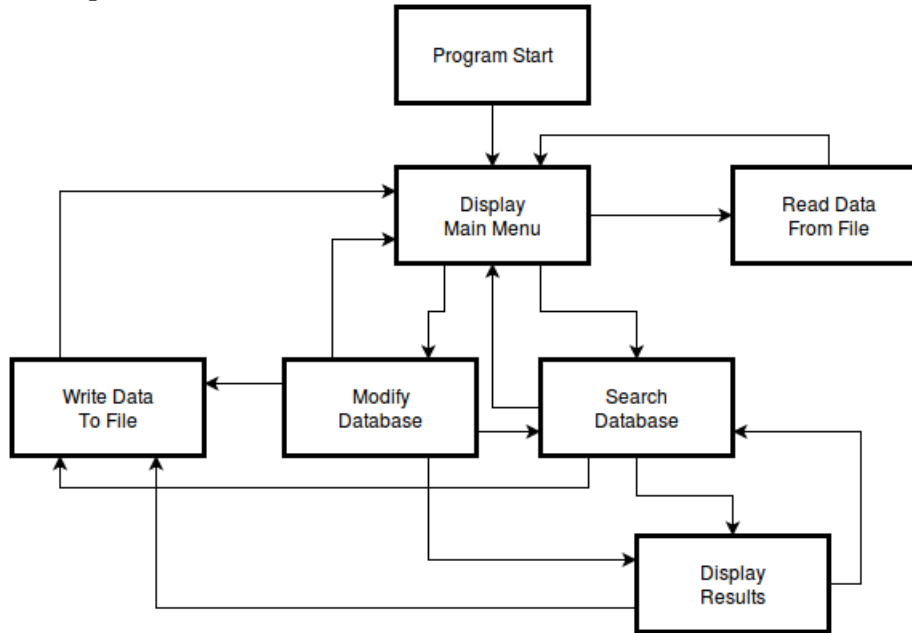 Program Start
Display
Main Menu
Read Data
From File
Write Data
To File
Modify
Database
Search
Database
Display
Results